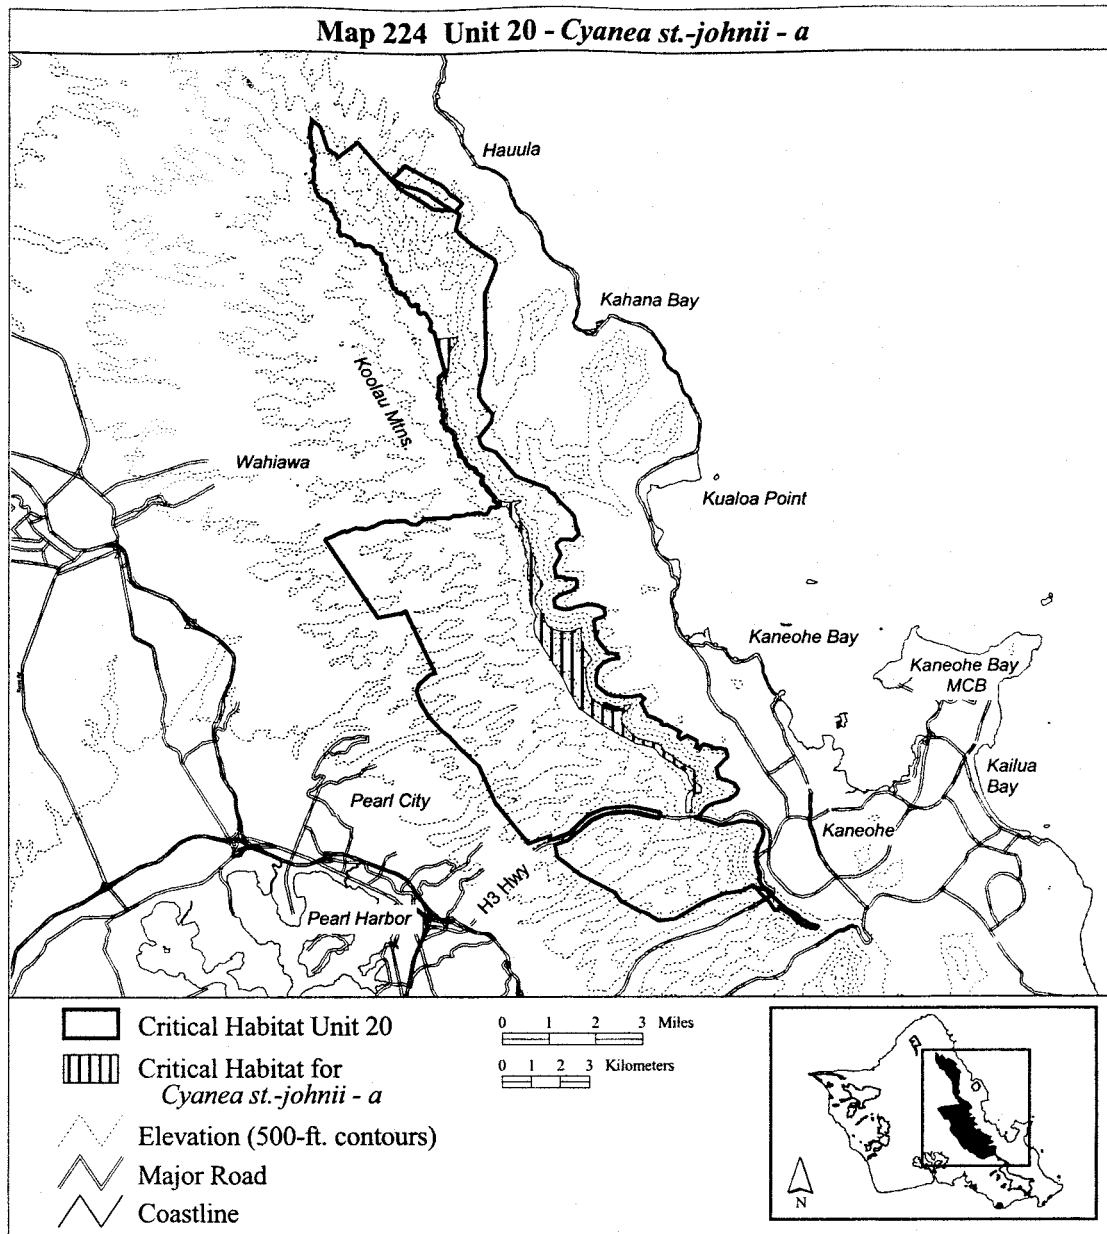 Map 224 Unit 20 - Cyanea st.-johnii - a
Hauula
Kahana Bay
Koolau Mtns.
Wahiawa
Kualoa Point
Kaneohe Bay
Kaneohe Bay
MCB
Kailua
Bay
Pearl City
Kaneohe
H3 Hwy
Pearl Harbor
Critical Habitat Unit 20
Critical Habitat for
Cyanea st.-johnii - a
Elevation (500-ft. contours)
Major Road
Coastline
0 1 2 3 Miles
0 1 2 3 Kilometers
N